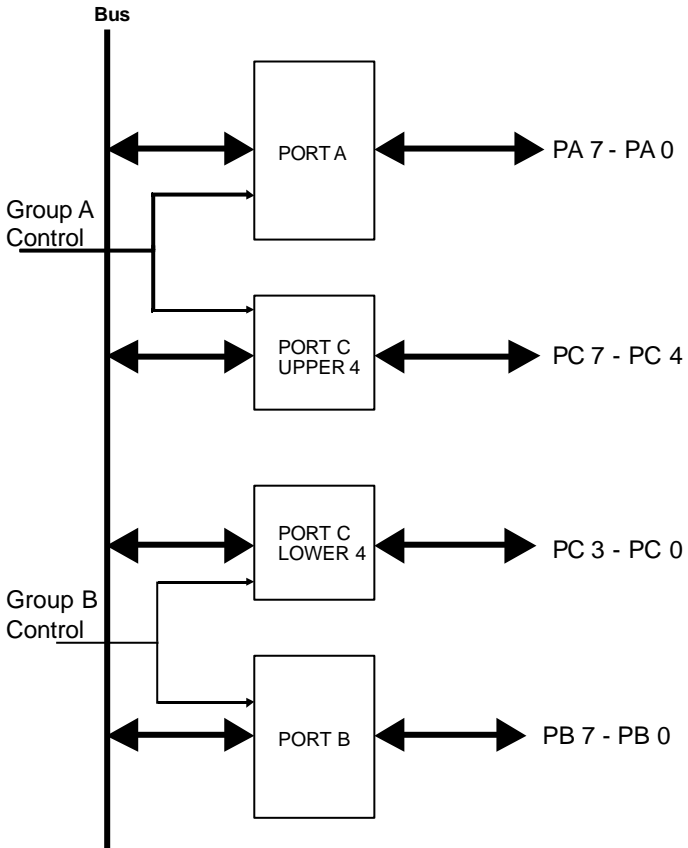 Bus
PORT A
PA 7 - PA 0
Group A
Control
PORT C
UPPER 4
PC 7 - PC 4
PORT C
LOWER 4
PC 3 - PC 0
Group B
Control
PORT B
PB 7 - PB 0